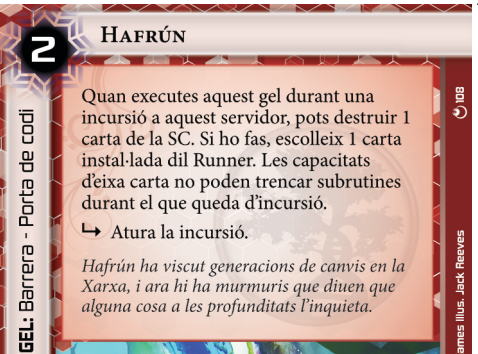 2
Hafrún
GEL: Barrera - Porta de codi
Quan executes aquest gel durant una
incursió a aquest servidor, pots destruir 1
carta de la SC. Si ho fas, escolleix 1 carta
instal·lada dil Runner. Les capacitats
d’eixa carta no poden trencar subrutines
durant el que queda d’incursió.
Atura la incursió.
Hafrún ha viscut generacions de canvis en la
Xarxa, i ara hi ha murmuris que diuen que
alguna cosa a les profunditats l’inquieta.
108
ames Illus. Jack Reeves